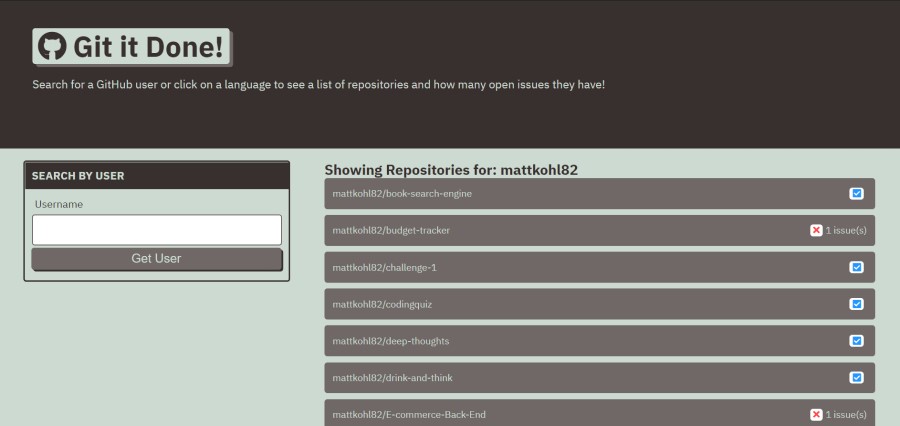 Git it Done!
Search for a GitHub user or click on a language to see a list of repositories and how many open issues they have!
SEARCH BY USER
Username
Get User
Showing Repositories for: mattkohl82
mattkohl82/book-search-engine
mattkohl82/budget-tracker 1 issue(s)
mattkohl82/challenge-1
mattkohl82/codingquiz
mattkohl82/deep-thoughts
mattkohl82/drink-and-think
mattkohl82/E-commerce-Back-End 1 issue(s)